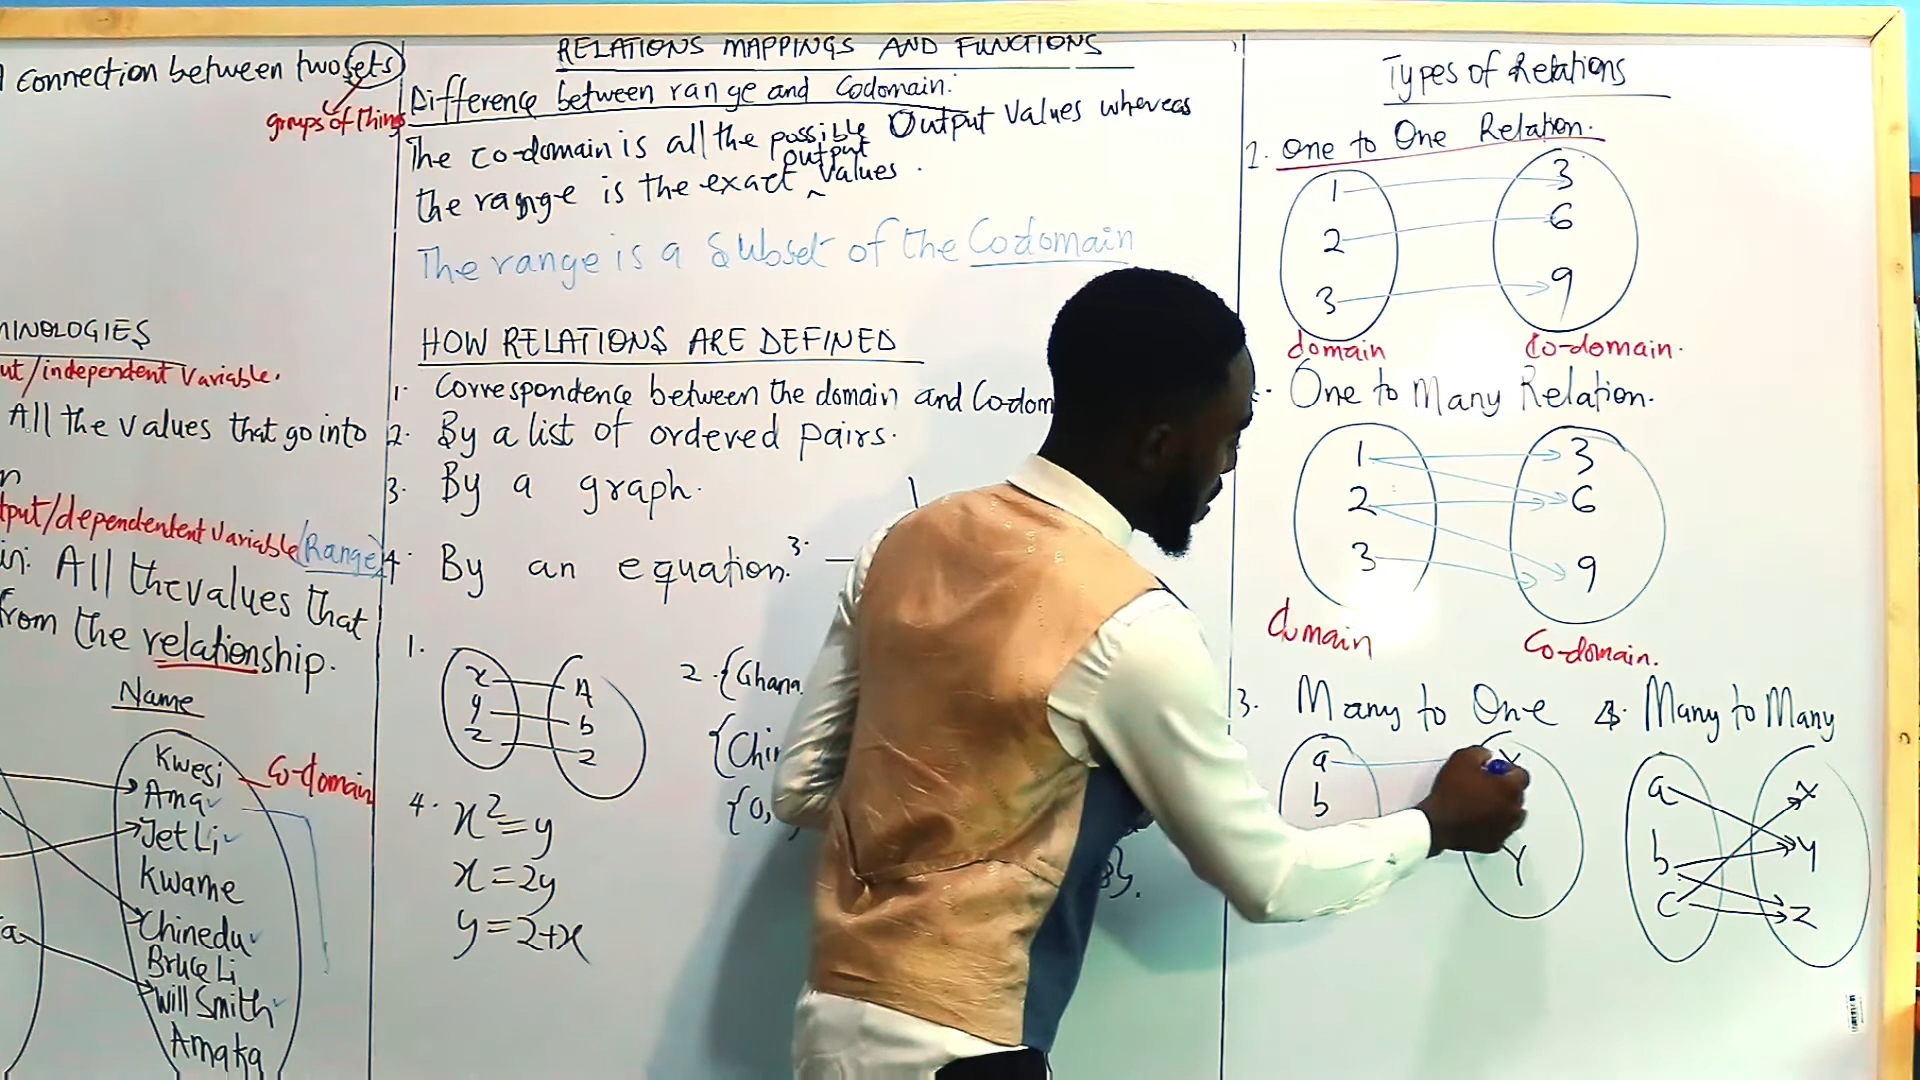 connection between two sets
groups of things
MINOLOGIES
ut/independent variable.
All the values that go into
n
tput/dependentent variable (Range)
in: All the values that
from the relationship.
Name
Kwesi
Ama
Jet Li
Kwame
Chinedu
Bruce Li
Will Smith
Amaka
Co-domain
a
RELATIONS MAPPINGS AND FUNCTIONS
Difference between range and Codomain:
The co-domain is all the possible Output Values whereas
the range is the exact output values.
The range is a Subset of the Codomain
HOW RELATIONS ARE DEFINED
1. Correspondence between the domain and Co-dom
2. By a list of ordered pairs.
3. By a graph.
4. By an equation.
3.
1.
x A
y b
z 2
2. {Ghana
{Chin
{0,
4. x²=y
x=2y
y=2+x
Types of Relations
1. One to One Relation.
1 3
2 6
3 9
domain Co-domain.
One to Many Relation.
1 3
2 6
3 9
domain Co-domain.
3. Many to One
a X
b
Y
4. Many to Many
a x
b y
c z